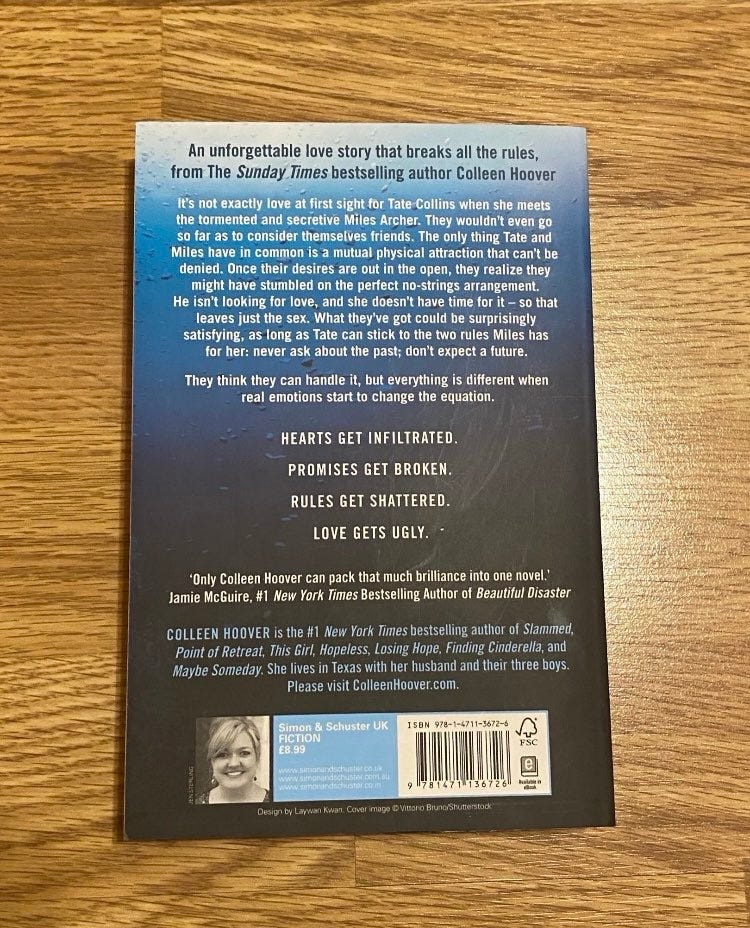 An unforgettable love story that breaks all the rules,
from The Sunday Times bestselling author Colleen Hoover
It's not exactly love at first sight for Tate Collins when she meets
the tormented and secretive Miles Archer. They wouldn't even go
so far as to consider themselves friends. The only thing Tate and
Miles have in common is a mutual physical attraction that can't be
denied. Once their desires are out in the open, they realize they
might have stumbled on the perfect no-strings arrangement.
He isn't looking for love, and she doesn't have time for it – so that
leaves just the sex. What they've got could be surprisingly
satisfying, as long as Tate can stick to the two rules Miles has
for her: never ask about the past; don't expect a future.
They think they can handle it, but everything is different when
real emotions start to change the equation.
HEARTS GET INFILTRATED.
PROMISES GET BROKEN.
RULES GET SHATTERED.
LOVE GETS UGLY.
'Only Colleen Hoover can pack that much brilliance into one novel.'
Jamie McGuire, #1 New York Times Bestselling Author of Beautiful Disaster
COLLEEN HOOVER is the #1 New York Times bestselling author of Slammed,
Point of Retreat, This Girl, Hopeless, Losing Hope, Finding Cinderella, and
Maybe Someday. She lives in Texas with her husband and their three boys.
Please visit ColleenHoover.com.
JEN STERLING
Simon & Schuster UK
FICTION
£8.99
www.simonandschuster.co.uk
www.simonandschuster.com.au
www.simonandschuster.co.in
ISBN 978-1-4711-3672-6
9 781471 136726
FSC
e
Available in
eBook
Design by Laywan Kwan. Cover image © Vittorio Bruno/Shutterstock